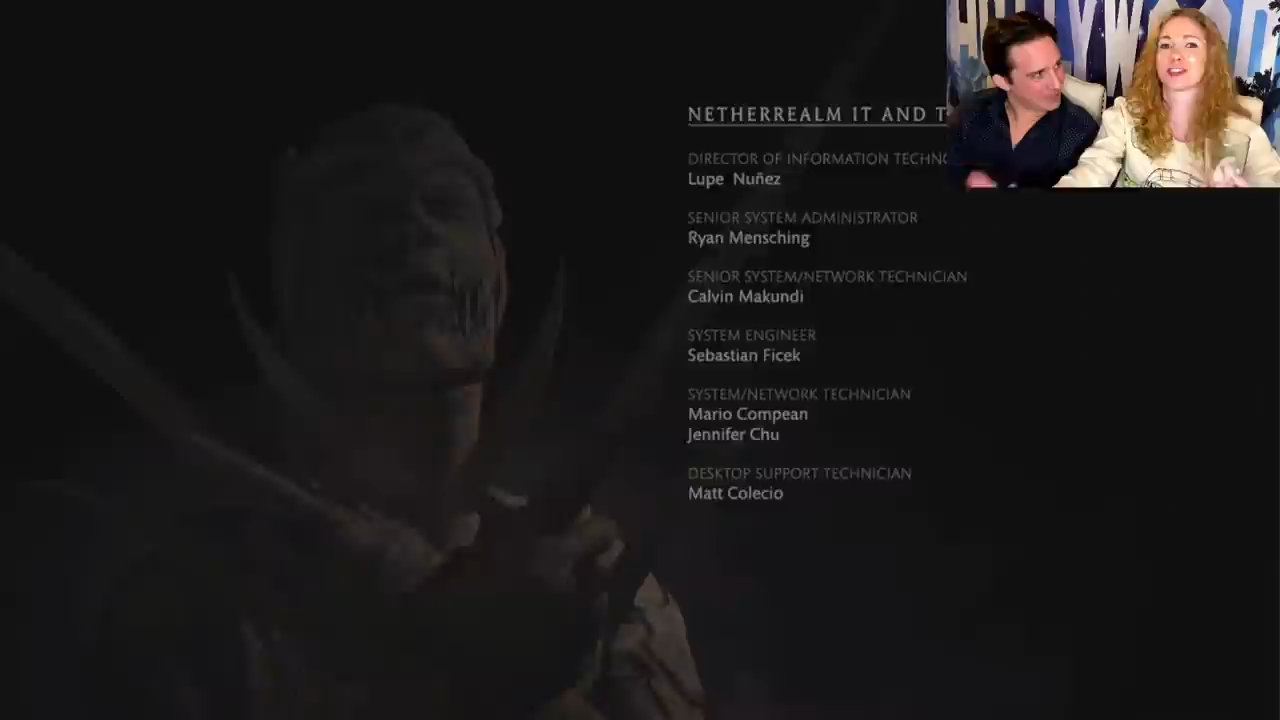 HOLLYWOOD
NETHERREALM IT AND T
DIRECTOR OF INFORMATION TECHNO
Lupe Nuñez
SENIOR SYSTEM ADMINISTRATOR
Ryan Mensching
SENIOR SYSTEM/NETWORK TECHNICIAN
Calvin Makundi
SYSTEM ENGINEER
Sebastian Ficek
SYSTEM/NETWORK TECHNICIAN
Mario Compean
Jennifer Chu
DESKTOP SUPPORT TECHNICIAN
Matt Colecio